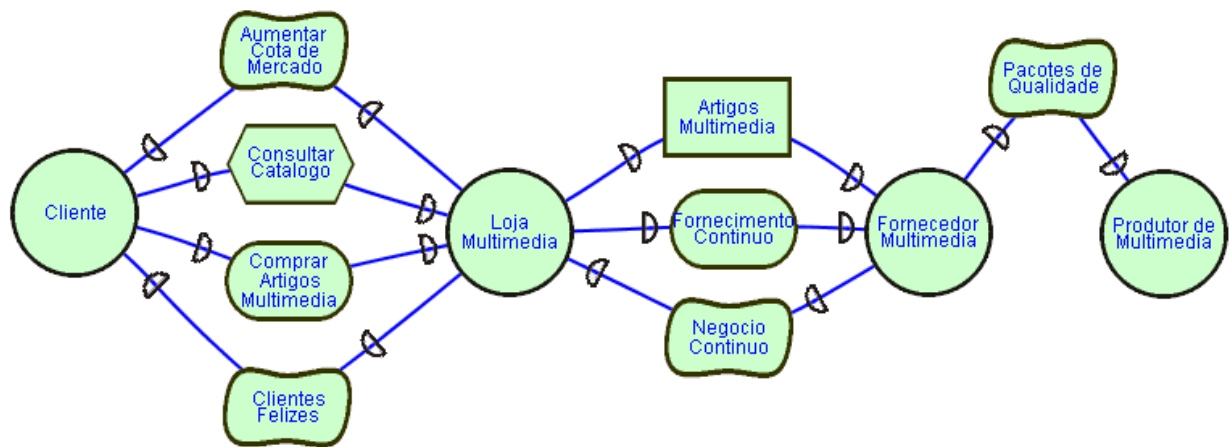 Aumentar
Cota de
Mercado
Consultar
Catalogo
Cliente
Comprar
Artigos
Multimedia
Clientes
Felizes
Loja
Multimedia
Artigos
Multimedia
Fornecimento
Continuo
Negocio
Continuo
Fornecedor
Multimedia
Pacotes de
Qualidade
Produtor de
Multimedia